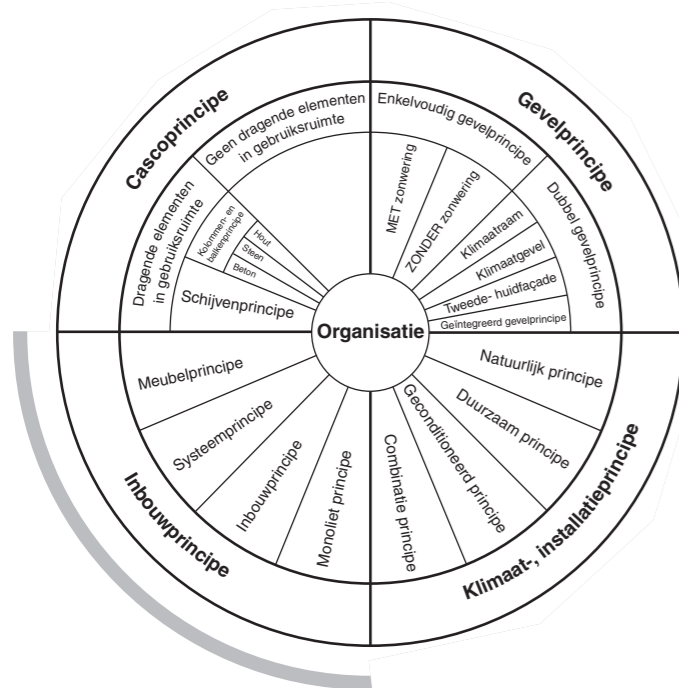 Cascoprincipe
Geen dragende elementen
in gebruiksruimte
Dragende elementen
in gebruiksruimte
Kolommen- en
balkenprincipe
Hout
Steen
Beton
Schijvenprincipe
Gevelprincipe
Enkelvoudig gevelprincipe
MET zonwering
ZONDER zonwering
Dubbel gevelprincipe
Klimaatraam
Klimaatgevel
Tweede- huidfaçade
Geïntegreerd gevelprincipe
Organisatie
Inbouwprincipe
Meubelprincipe
Systeemprincipe
Inbouwprincipe
Monoliet principe
Klimaat-, installatieprincipe
Natuurlijk principe
Duurzaam principe
Geconditioneerd principe
Combinatie principe